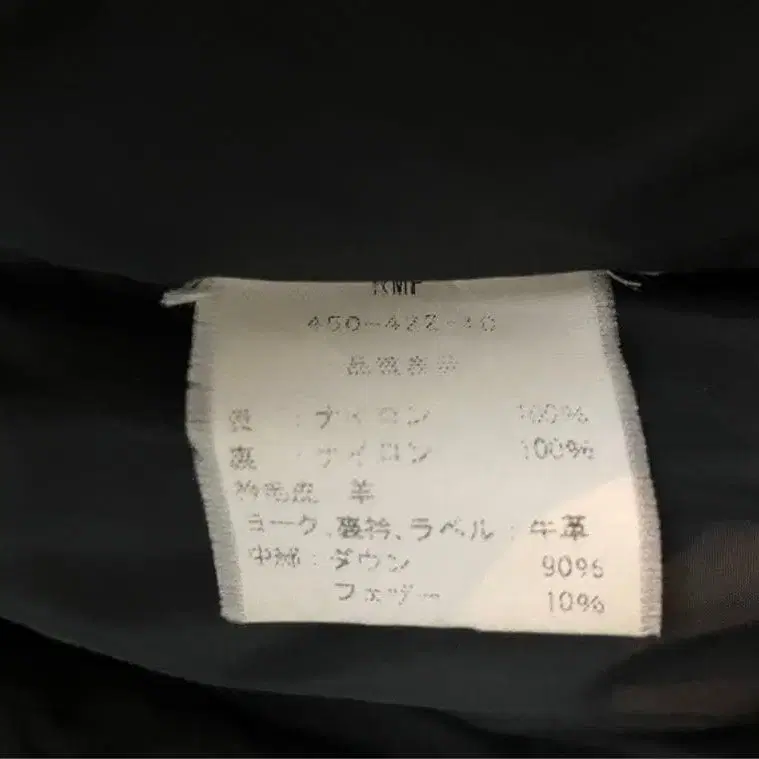 450-422-10
品質表示
表 : ナイロン 100%
裏 : ナイロン 100%
衿毛皮 羊
ヨーク、裏衿、ラベル : 牛革
中綿 : ダウン 90%
フェザー 10%